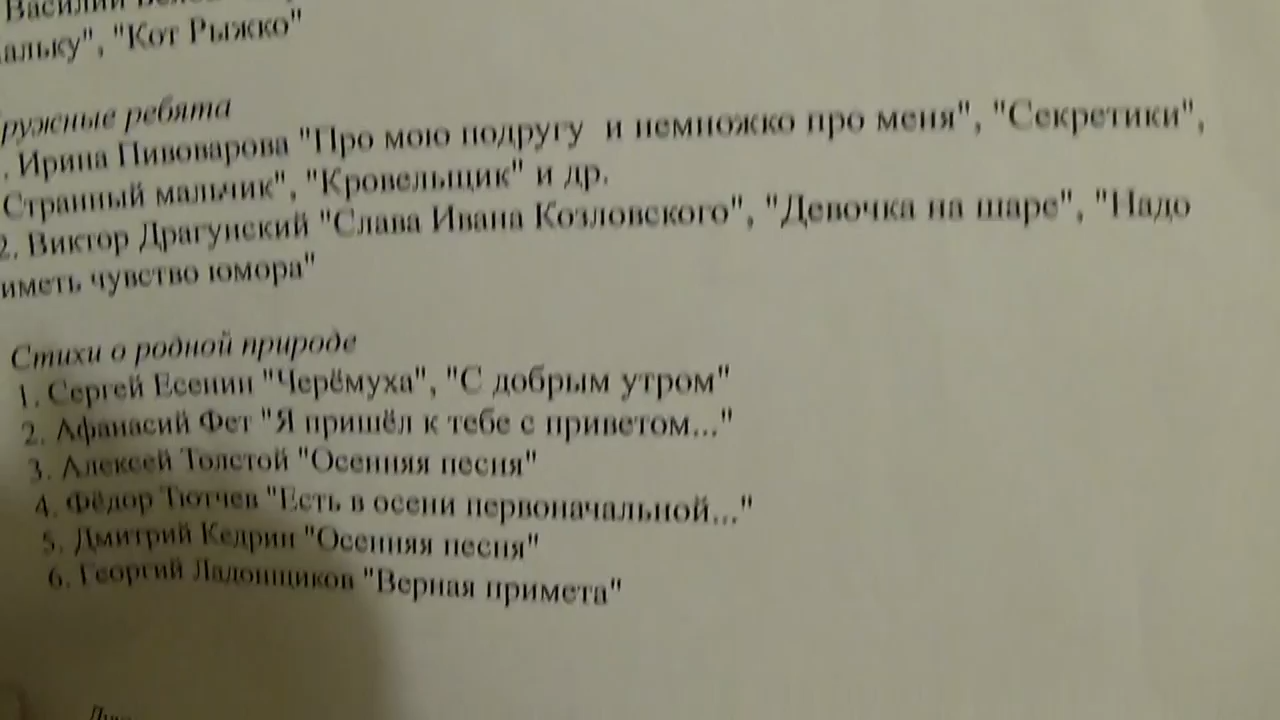 Василий
альку", "Кот Рыжко"
ружные ребята
. Ирина Пивоварова "Про мою подругу и немножко про меня", "Секретики",
Странный мальчик", "Кровельщик" и др.
2. Виктор Драгунский "Слава Ивана Козловского", "Девочка на шаре", "Надо
иметь чувство юмора"
Стихи о родной природе
1. Сергей Есенин "Черёмуха", "С добрым утром"
2. Афанасий Фет "Я пришёл к тебе с приветом..."
3. Алексей Толстой "Осенняя песня"
4. Фёдор Тютчев "Есть в осени первоначальной..."
5. Дмитрий Кедрин "Осенняя песня"
6. Георгий Ладонщиков "Верная примета"